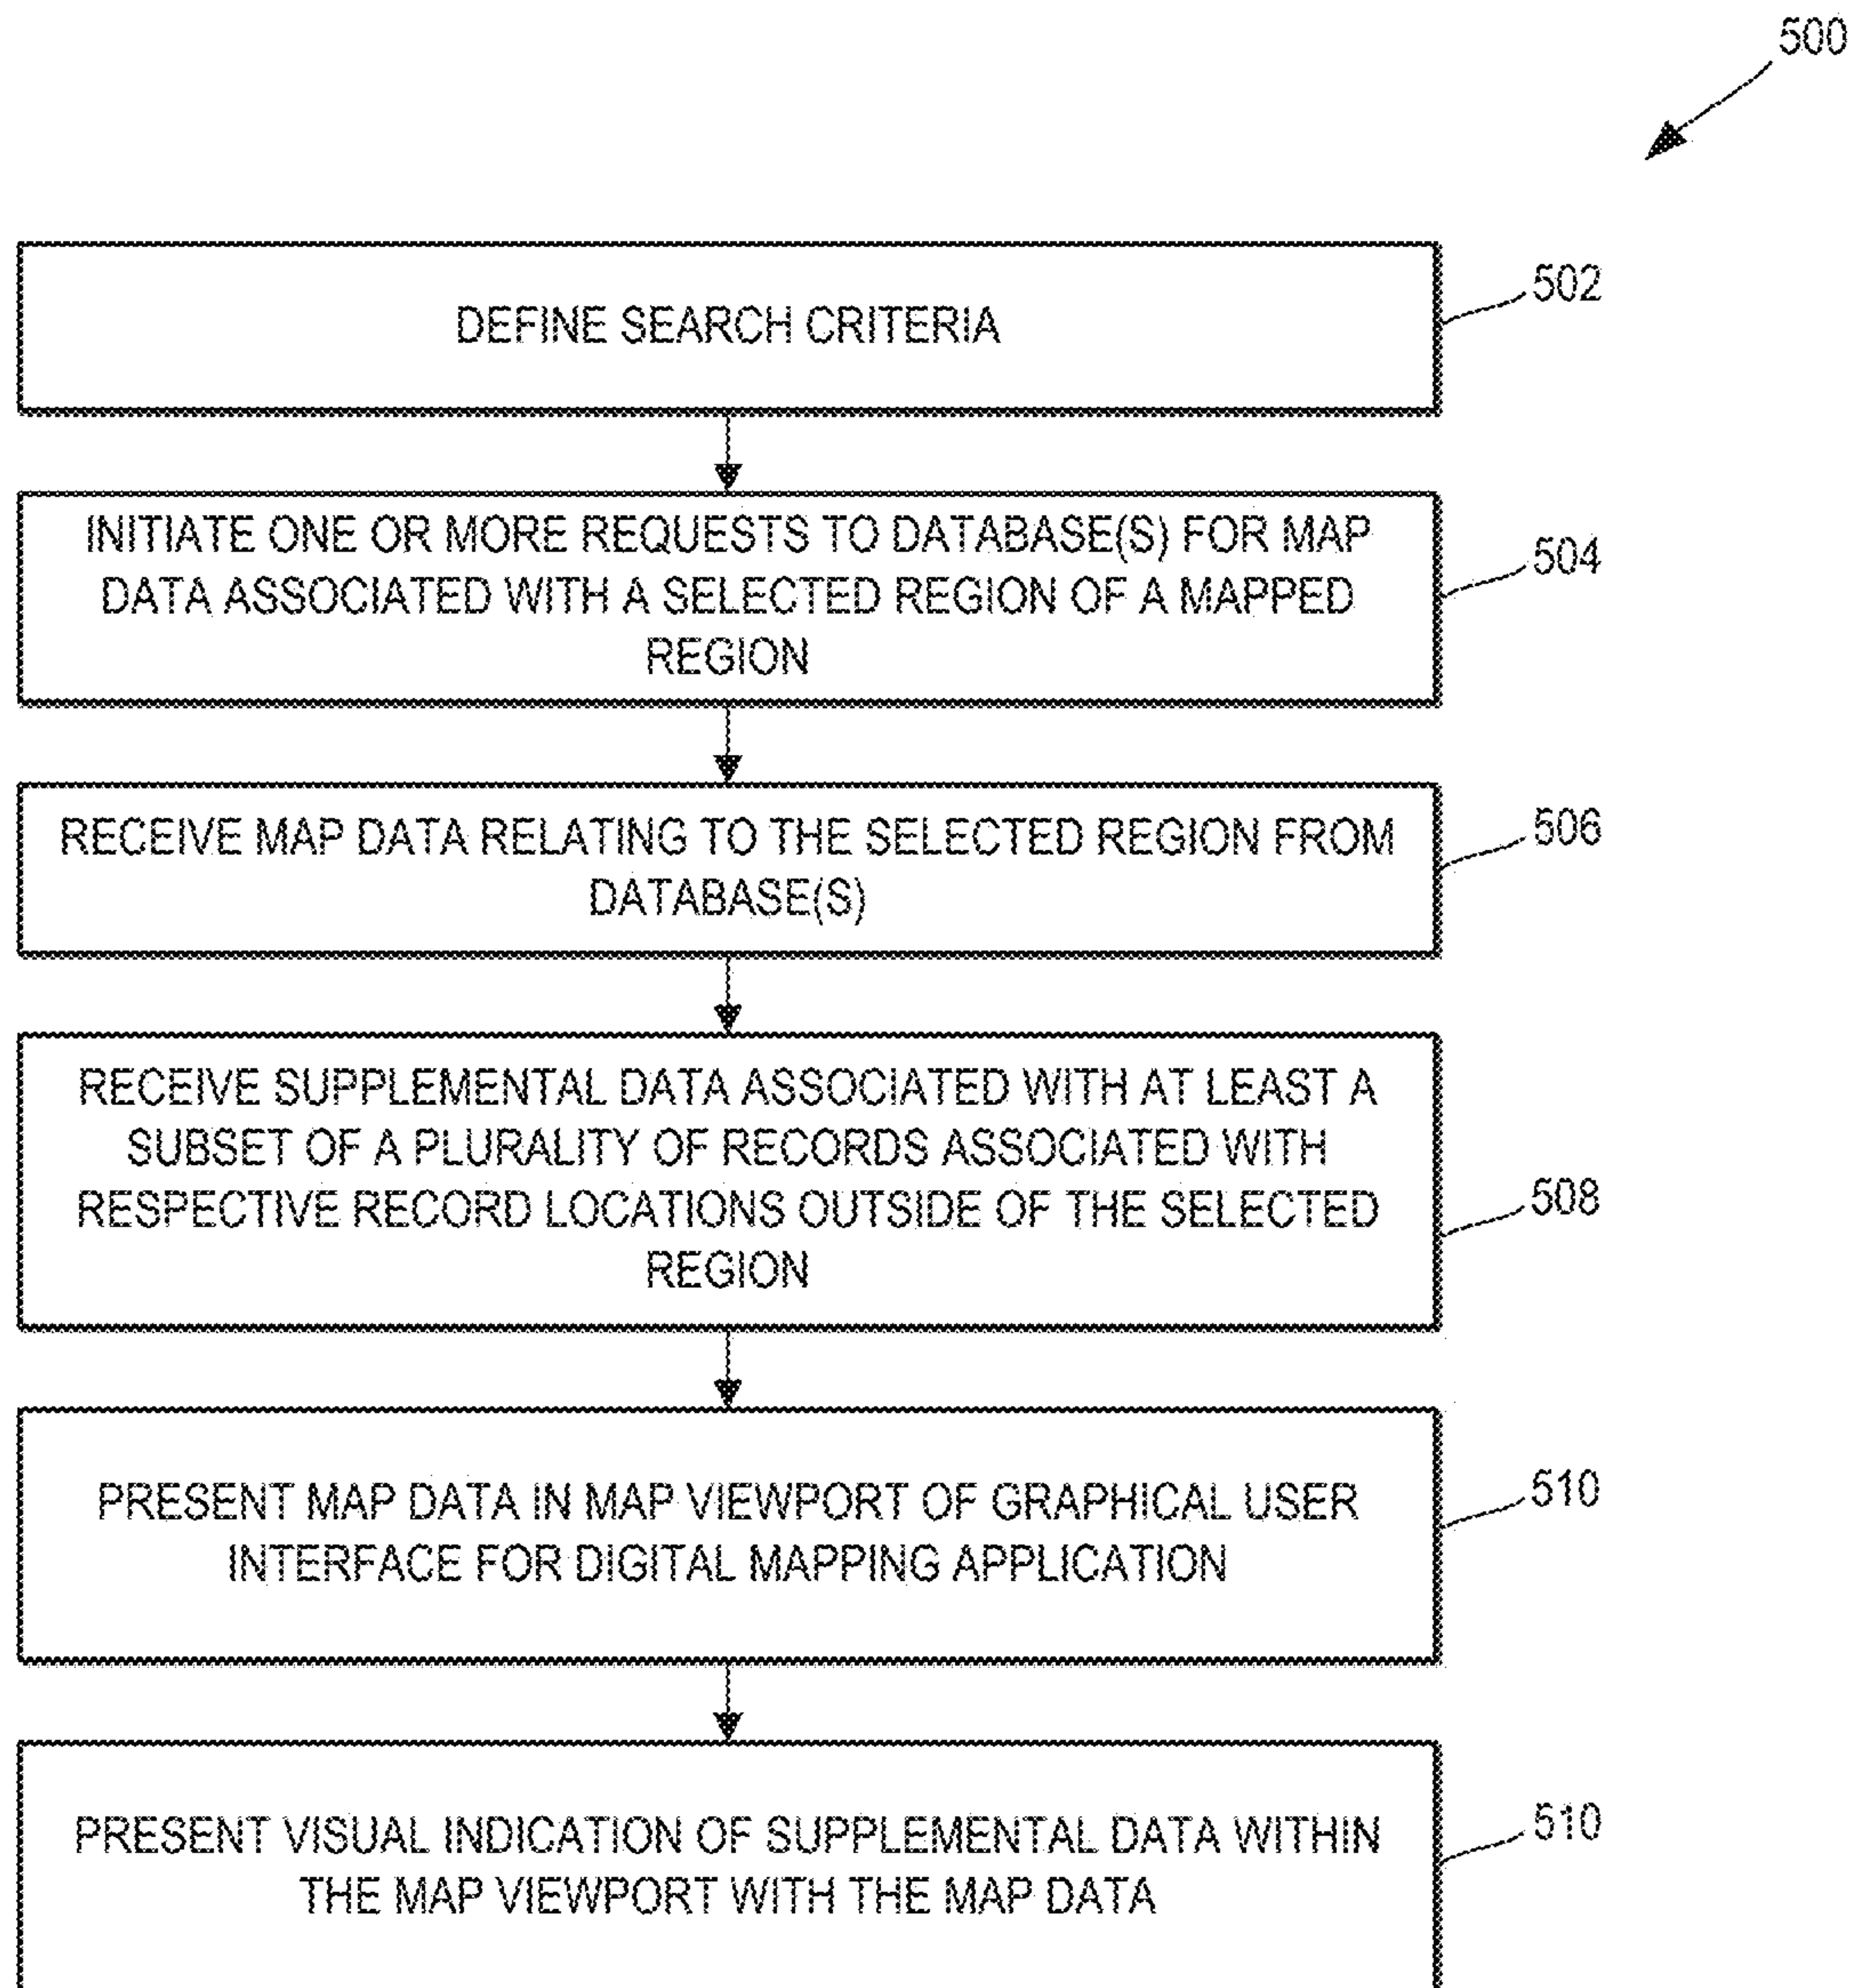 500
DEFINE SEARCH CRITERIA
502
INITIATE ONE OR MORE REQUESTS TO DATABASE(S) FOR MAP
DATA ASSOCIATED WITH A SELECTED REGION OF A MAPPED
REGION
504
RECEIVE MAP DATA RELATING TO THE SELECTED REGION FROM
DATABASE(S)
506
RECEIVE SUPPLEMENTAL DATA ASSOCIATED WITH AT LEAST A
SUBSET OF A PLURALITY OF RECORDS ASSOCIATED WITH
RESPECTIVE RECORD LOCATIONS OUTSIDE OF THE SELECTED
REGION
508
PRESENT MAP DATA IN MAP VIEWPORT OF GRAPHICAL USER
INTERFACE FOR DIGITAL MAPPING APPLICATION
510
PRESENT VISUAL INDICATION OF SUPPLEMENTAL DATA WITHIN
THE MAP VIEWPORT WITH THE MAP DATA
510